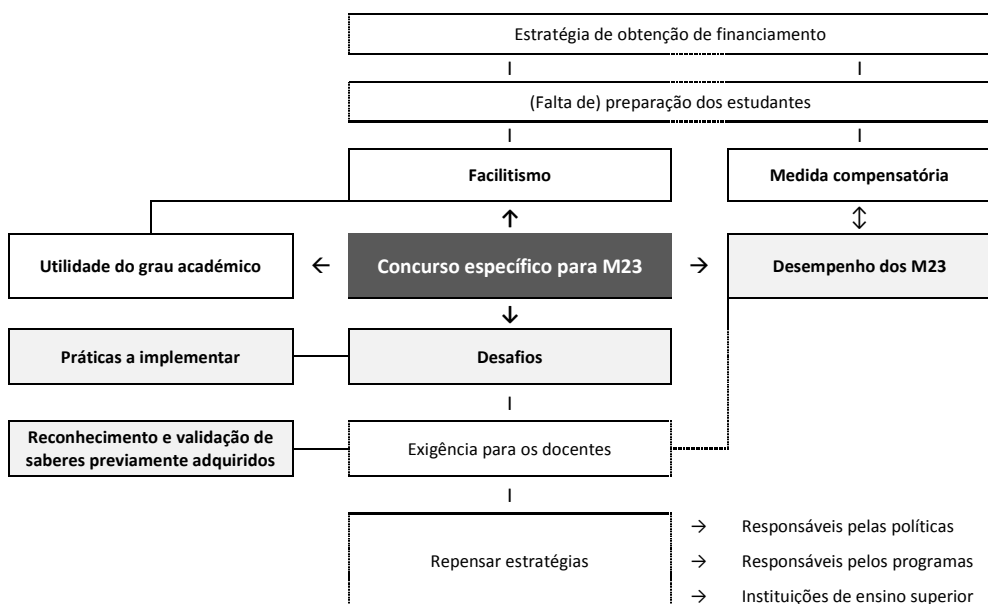 Estratégia de obtenção de financiamento
(Falta de) preparação dos estudantes
Facilitismo
Medida compensatória
Utilidade do grau académico
Concurso específico para M23
Desempenho dos M23
Práticas a implementar
Desafios
Reconhecimento e validação de
saberes previamente adquiridos
Exigência para os docentes
Repensar estratégias
Responsáveis pelas políticas
Responsáveis pelos programas
Instituições de ensino superior